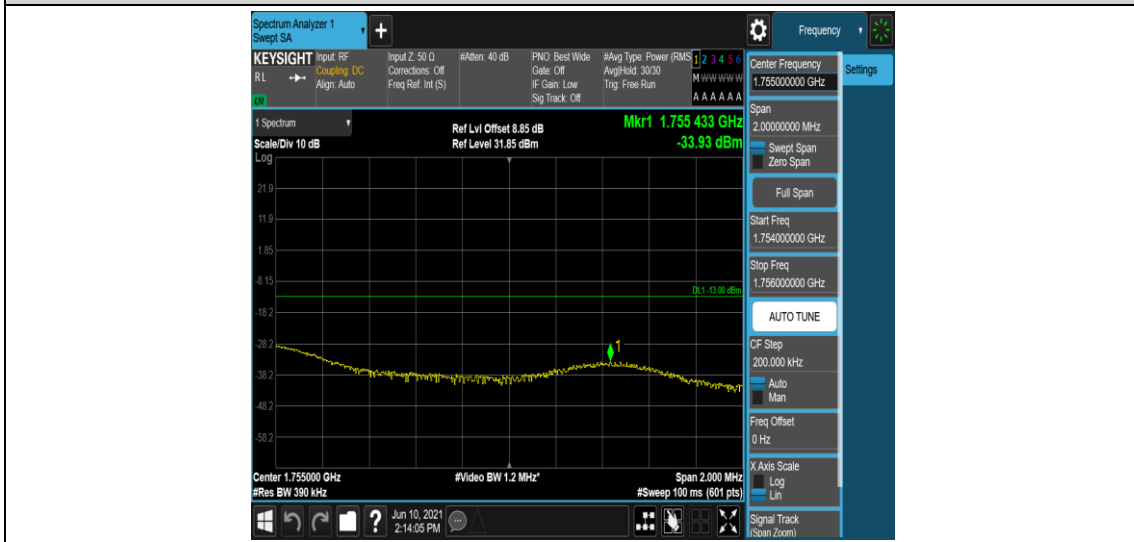 Spectrum Analyzer 1
Swept SA
Frequency
KEYSIGHT
RL
Input: RF
Coupling: DC
Align: Auto
Input Z: 50 Ω
Corrections: Off
Freq Ref: Int (S)
#Atten: 40 dB
PNO: Best Wide
Gate: Off
IF Gain: Low
Sig Track: Off
#Avg Type: Power (RMS
Avg|Hold: 30/30
Trig: Free Run
1 2 3 4 5 6
M W W W W W
A A A A A A
1 Spectrum
Scale/Div 10 dB
Log
Ref Lvl Offset 8.85 dB
Ref Level 31.85 dBm
Mkr1 1.755 433 GHz
-33.93 dBm
21.9
11.9
1.85
-8.15
-18.2
-28.2
-38.2
-48.2
-58.2
DL1 -13.00 dBm
1
Center 1.755000 GHz
#Res BW 390 kHz
#Video BW 1.2 MHz*
Span 2.000 MHz
#Sweep 100 ms (601 pts)
Jun 10, 2021
2:14:05 PM
Center Frequency
1.755000000 GHz
Settings
Span
2.00000000 MHz
Swept Span
Zero Span
Full Span
Start Freq
1.754000000 GHz
Stop Freq
1.756000000 GHz
AUTO TUNE
CF Step
200.000 kHz
Auto
Man
Freq Offset
0 Hz
X Axis Scale
Log
Lin
Signal Track
(Span Zoom)